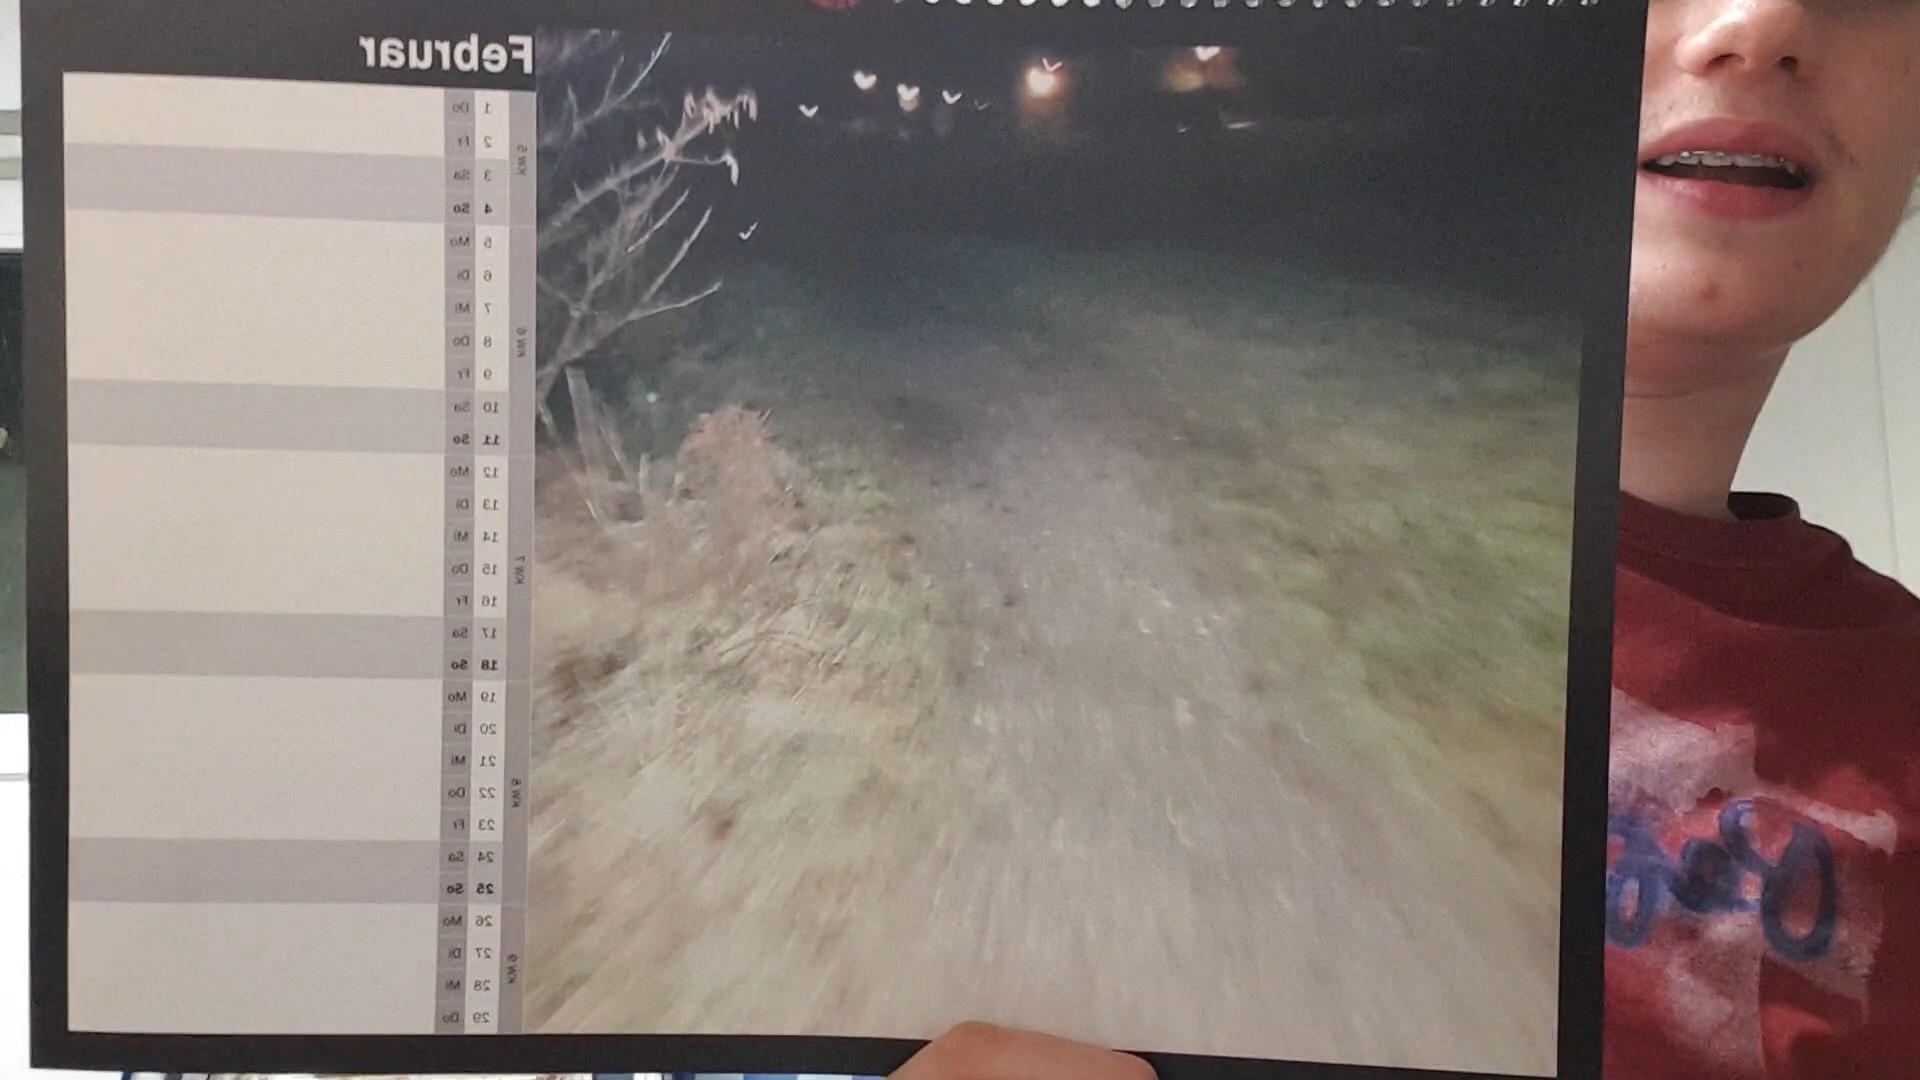 Februar
1 Do
2 Fr
3 Sa
4 So
5 Mo
6 Di
7 Mi
8 Do
9 Fr
10 Sa
11 So
12 Mo
13 Di
14 Mi
15 Do
16 Fr
17 Sa
18 So
19 Mo
20 Di
21 Mi
22 Do
23 Fr
24 Sa
25 So
26 Mo
27 Di
28 Mi
29 Do
KW 5
KW 6
KW 7
KW 8
KW 9